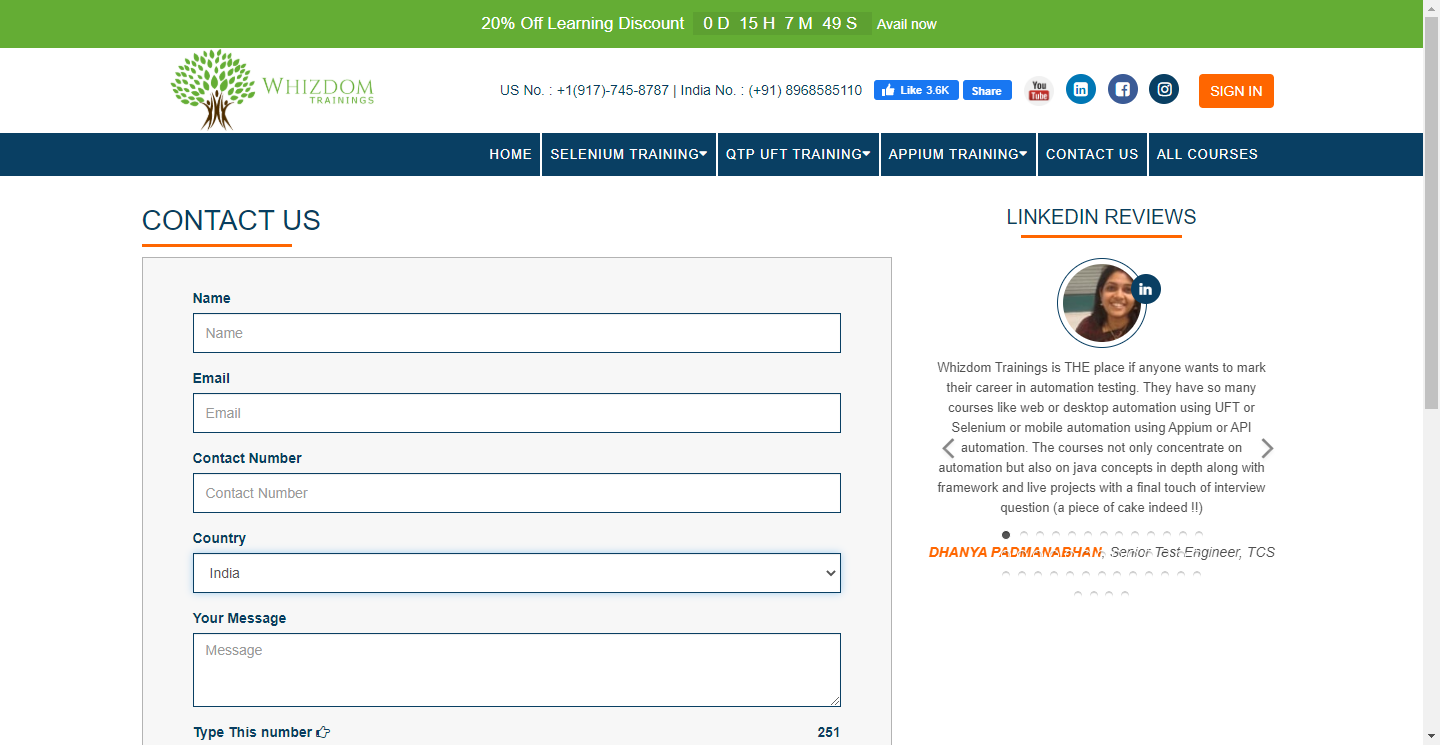 20% Off Learning Discount 0 D 15 H 7 M 49 S Avail now
WHIZDOM
TRAININGS
US No. : +1(917)-745-8787 | India No. : (+91) 8968585110
Like 3.6K
Share
You
Tube
in
SIGN IN
HOME
SELENIUM TRAINING
QTP UFT TRAINING
APPIUM TRAINING
CONTACT US
ALL COURSES
CONTACT US
Name
Name
Email
Email
Contact Number
Contact Number
Country
India
Your Message
Message
Type This number 251
LINKEDIN REVIEWS
in
Whizdom Trainings is THE place if anyone wants to mark
their career in automation testing. They have so many
courses like web or desktop automation using UFT or
Selenium or mobile automation using Appium or API
automation. The courses not only concentrate on
automation but also on java concepts in depth along with
framework and live projects with a final touch of interview
question (a piece of cake indeed !!)
DHANYA PADMANABHAN, Senior Test Engineer, TCS